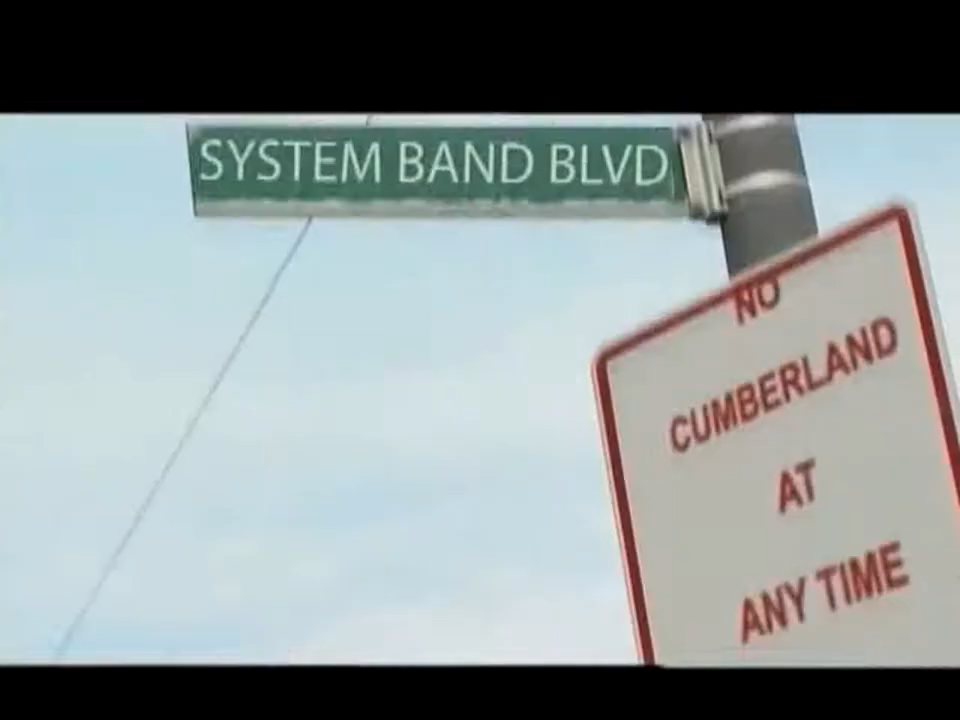 SYSTEM BAND BLVD
NO
CUMBERLAND
AT
ANY TIME